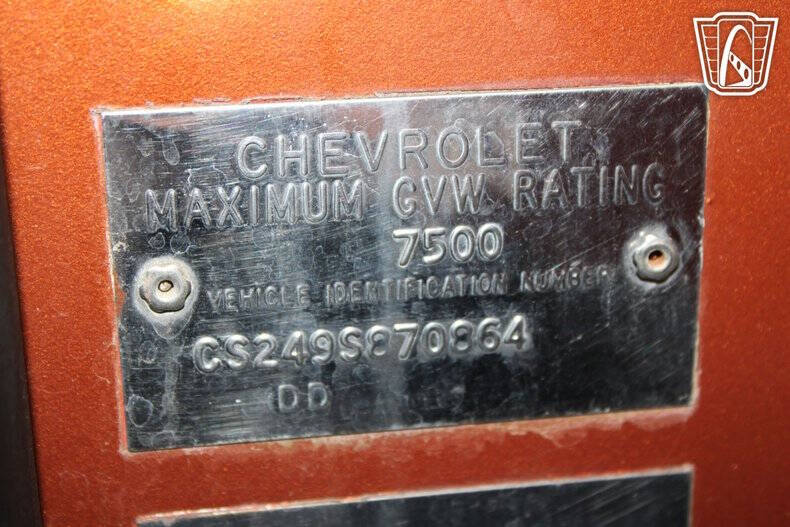 CHEVROLET
MAXIMUM GVW RATING
7500
VEHICLE IDENTIFICATION NUMBER
CS249S870864
DD